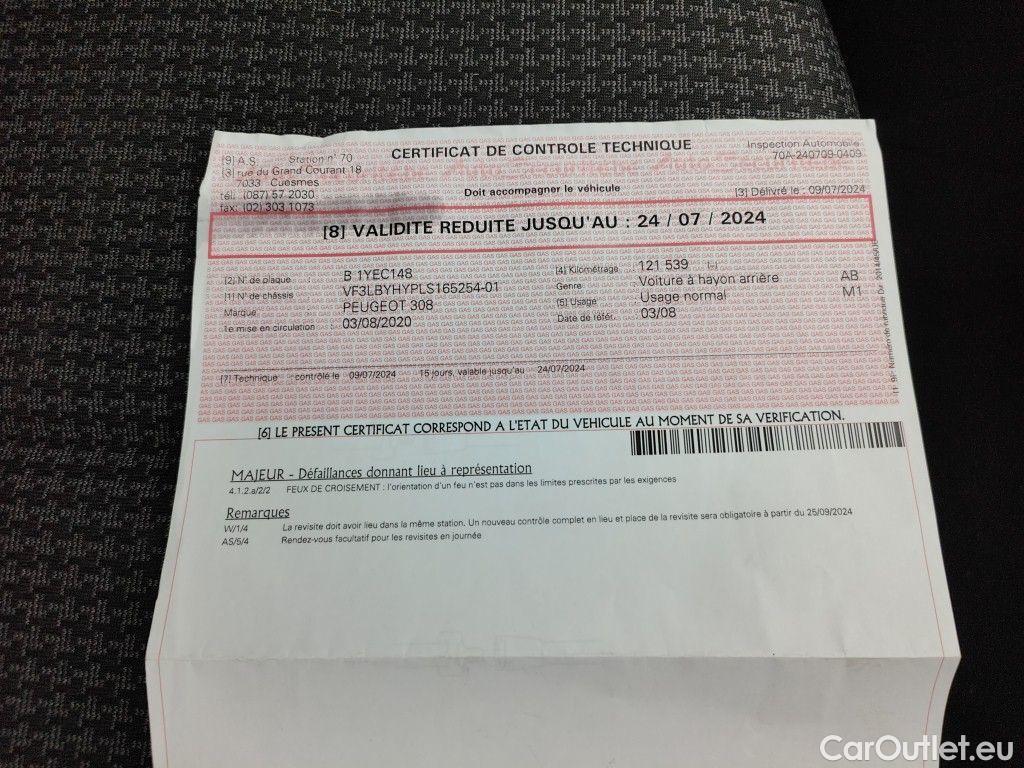 [9] A.S. Station n° 70
[3] rue du Grand Courant 18
7033 Cuesmes
tél. (087) 57 2030
fax: (02) 303 1073
CERTIFICAT DE CONTROLE TECHNIQUE
Doit accompagner le véhicule
Inspection Automobile
70A-240709-0409
[3] Délivré le : 09/07/2024
[8] VALIDITE REDUITE JUSQU'AU : 24 / 07 / 2024
[2] N° de plaque : B 1YEC148
[1] N° de châssis : VF3LBYHYPLS165254-01
Marque : PEUGEOT 308
1e mise en circulation : 03/08/2020
[4] Kilométrage 121 539
Genre : Voiture à hayon arrière AB
[5] Usage : Usage normal M1
Date de référ. 03/08
[7] Technique - contrôlé le 09/07/2024 15 jours, valable jusqu'au 24/07/2024
[6] LE PRESENT CERTIFICAT CORRESPOND A L'ETAT DU VEHICULE AU MOMENT DE SA VERIFICATION.
MAJEUR - Défaillances donnant lieu à représentation
4.1.2.a/2/2 FEUX DE CROISEMENT : l'orientation d'un feu n'est pas dans les limites prescrites par les exigences
Remarques
W/1/4 La revisite doit avoir lieu dans la même station. Un nouveau contrôle complet en lieu et place de la revisite sera obligatoire à partir du 25/09/2024
AS/5/4 Rendez-vous facultatif pour les revisites en journée
CarOutlet.eu